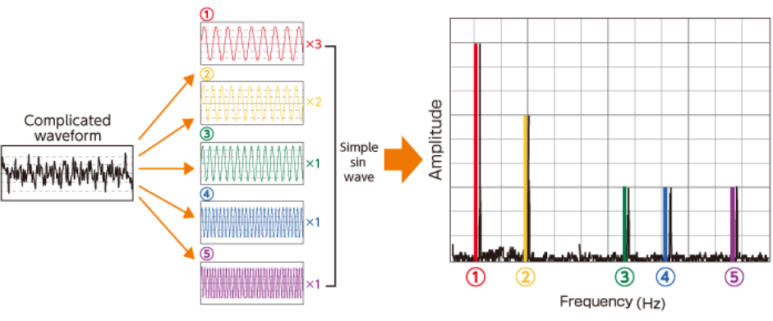 Complicated
waveform
①
×3
②
×2
③
×1
④
×1
⑤
×1
Simple
sin
wave
Amplitude
① ② ③ ④ ⑤
Frequency (Hz)